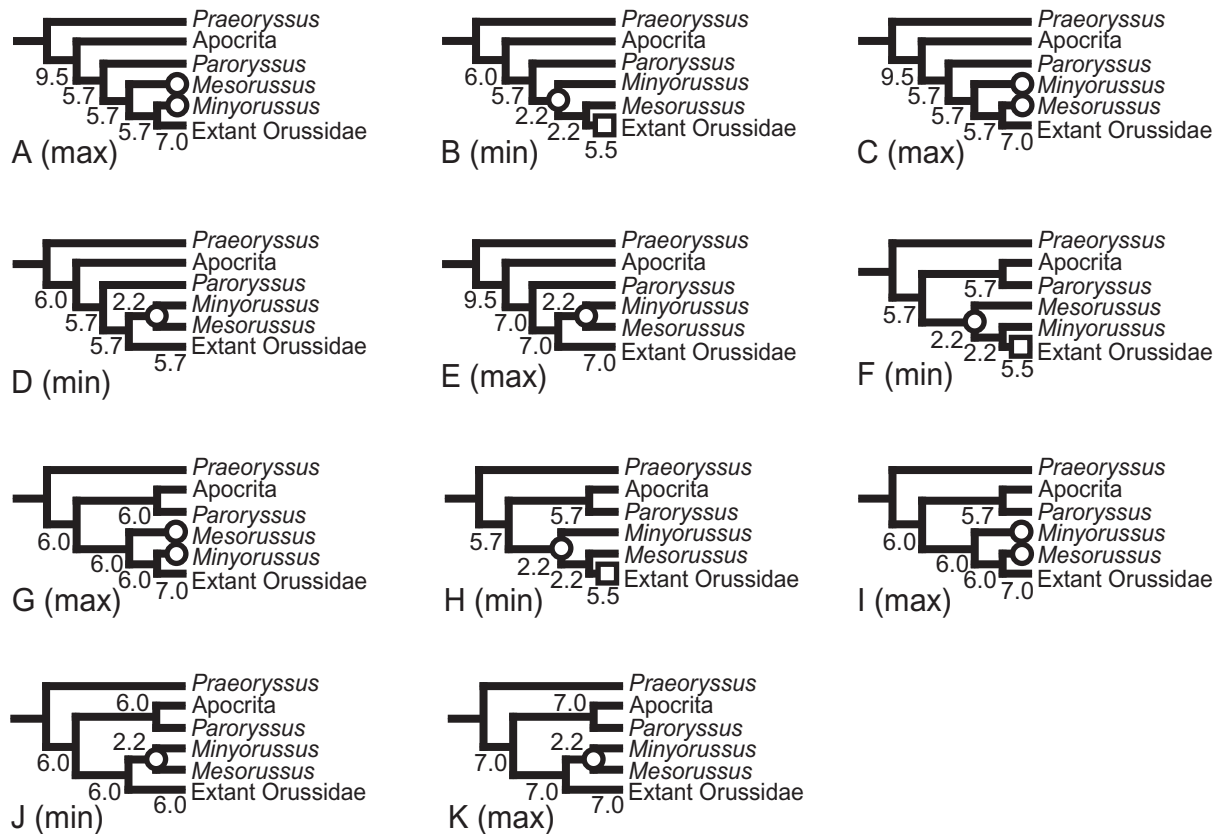 Praeoryssus
Apocrita
Paroryssus
Mesorussus
Minyorussus
Extant Orussidae
9.5
5.7
5.7
5.7
7.0
A (max)
Praeoryssus
Apocrita
Paroryssus
Minyorussus
Mesorussus
Extant Orussidae
6.0
5.7
2.2
2.2
5.5
B (min)
Praeoryssus
Apocrita
Paroryssus
Minyorussus
Mesorussus
Extant Orussidae
9.5
5.7
5.7
5.7
7.0
C (max)
Praeoryssus
Apocrita
Paroryssus
Minyorussus
Mesorussus
Extant Orussidae
6.0
2.2
5.7
5.7
5.7
D (min)
Praeoryssus
Apocrita
Paroryssus
Minyorussus
Mesorussus
Extant Orussidae
9.5
2.2
7.0
7.0
7.0
E (max)
Praeoryssus
Apocrita
Paroryssus
Mesorussus
Minyorussus
Extant Orussidae
5.7
5.7
2.2
2.2
5.5
F (min)
Praeoryssus
Apocrita
Paroryssus
Mesorussus
Minyorussus
Extant Orussidae
6.0
6.0
6.0
6.0
7.0
G (max)
Praeoryssus
Apocrita
Paroryssus
Minyorussus
Mesorussus
Extant Orussidae
5.7
5.7
2.2
2.2
5.5
H (min)
Praeoryssus
Apocrita
Paroryssus
Minyorussus
Mesorussus
Extant Orussidae
5.7
6.0
6.0
6.0
7.0
I (max)
Praeoryssus
Apocrita
Paroryssus
Minyorussus
Mesorussus
Extant Orussidae
6.0
2.2
6.0
6.0
6.0
J (min)
Praeoryssus
Apocrita
Paroryssus
Minyorussus
Mesorussus
Extant Orussidae
7.0
2.2
7.0
7.0
7.0
K (max)